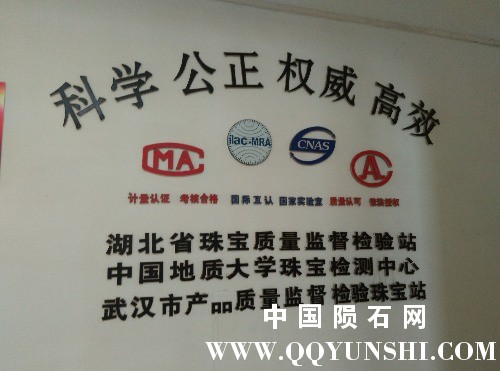 科学 公正 权威 高效
MA ilac-MRA CNAS AL
计量认证 考核合格 国际互认 国家实验室 质量认可 依法授权
湖北省珠宝质量监督检验站
中国地质大学珠宝检测中心
武汉市产品质量监督检验珠宝站
中国陨石网
WWW.QQYUNSHI.COM